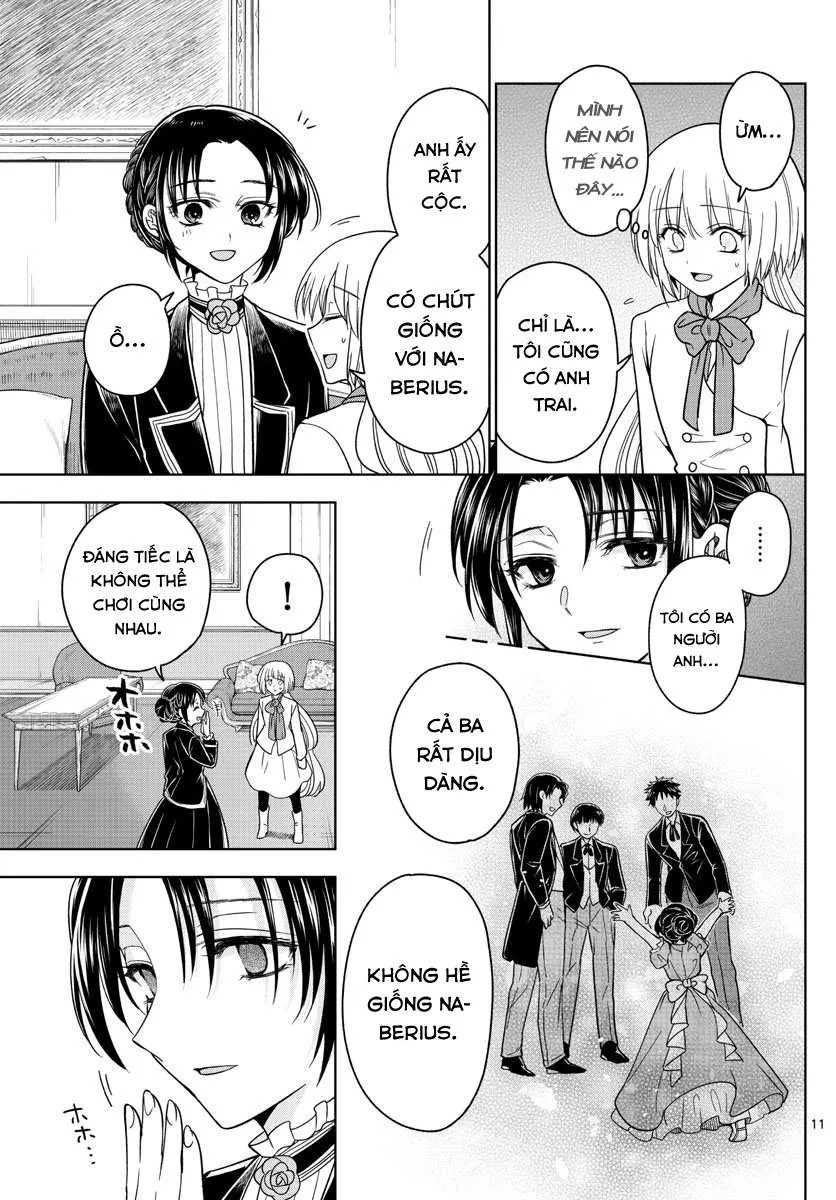 ỪM...
MÌNH
NÊN NÓI
THẾ NÀO
ĐÂY...
CHỈ LÀ...
TÔI CŨNG
CÓ ANH
TRAI.
ANH ẤY
RẤT
CỘC.
CÓ CHÚT
GIỐNG
VỚI NA-
BERIUS.
Ồ...
......
TÔI CÓ BA
NGƯỜI
ANH...
CẢ BA
RẤT DỊU
DÀNG.
!
ĐÁNG TIẾC LÀ
KHÔNG THỂ
CHƠI CÙNG
NHAU.
オホホホ
KHÔNG HỀ
GIỐNG NA-
BERIUS.
ホホ...
11